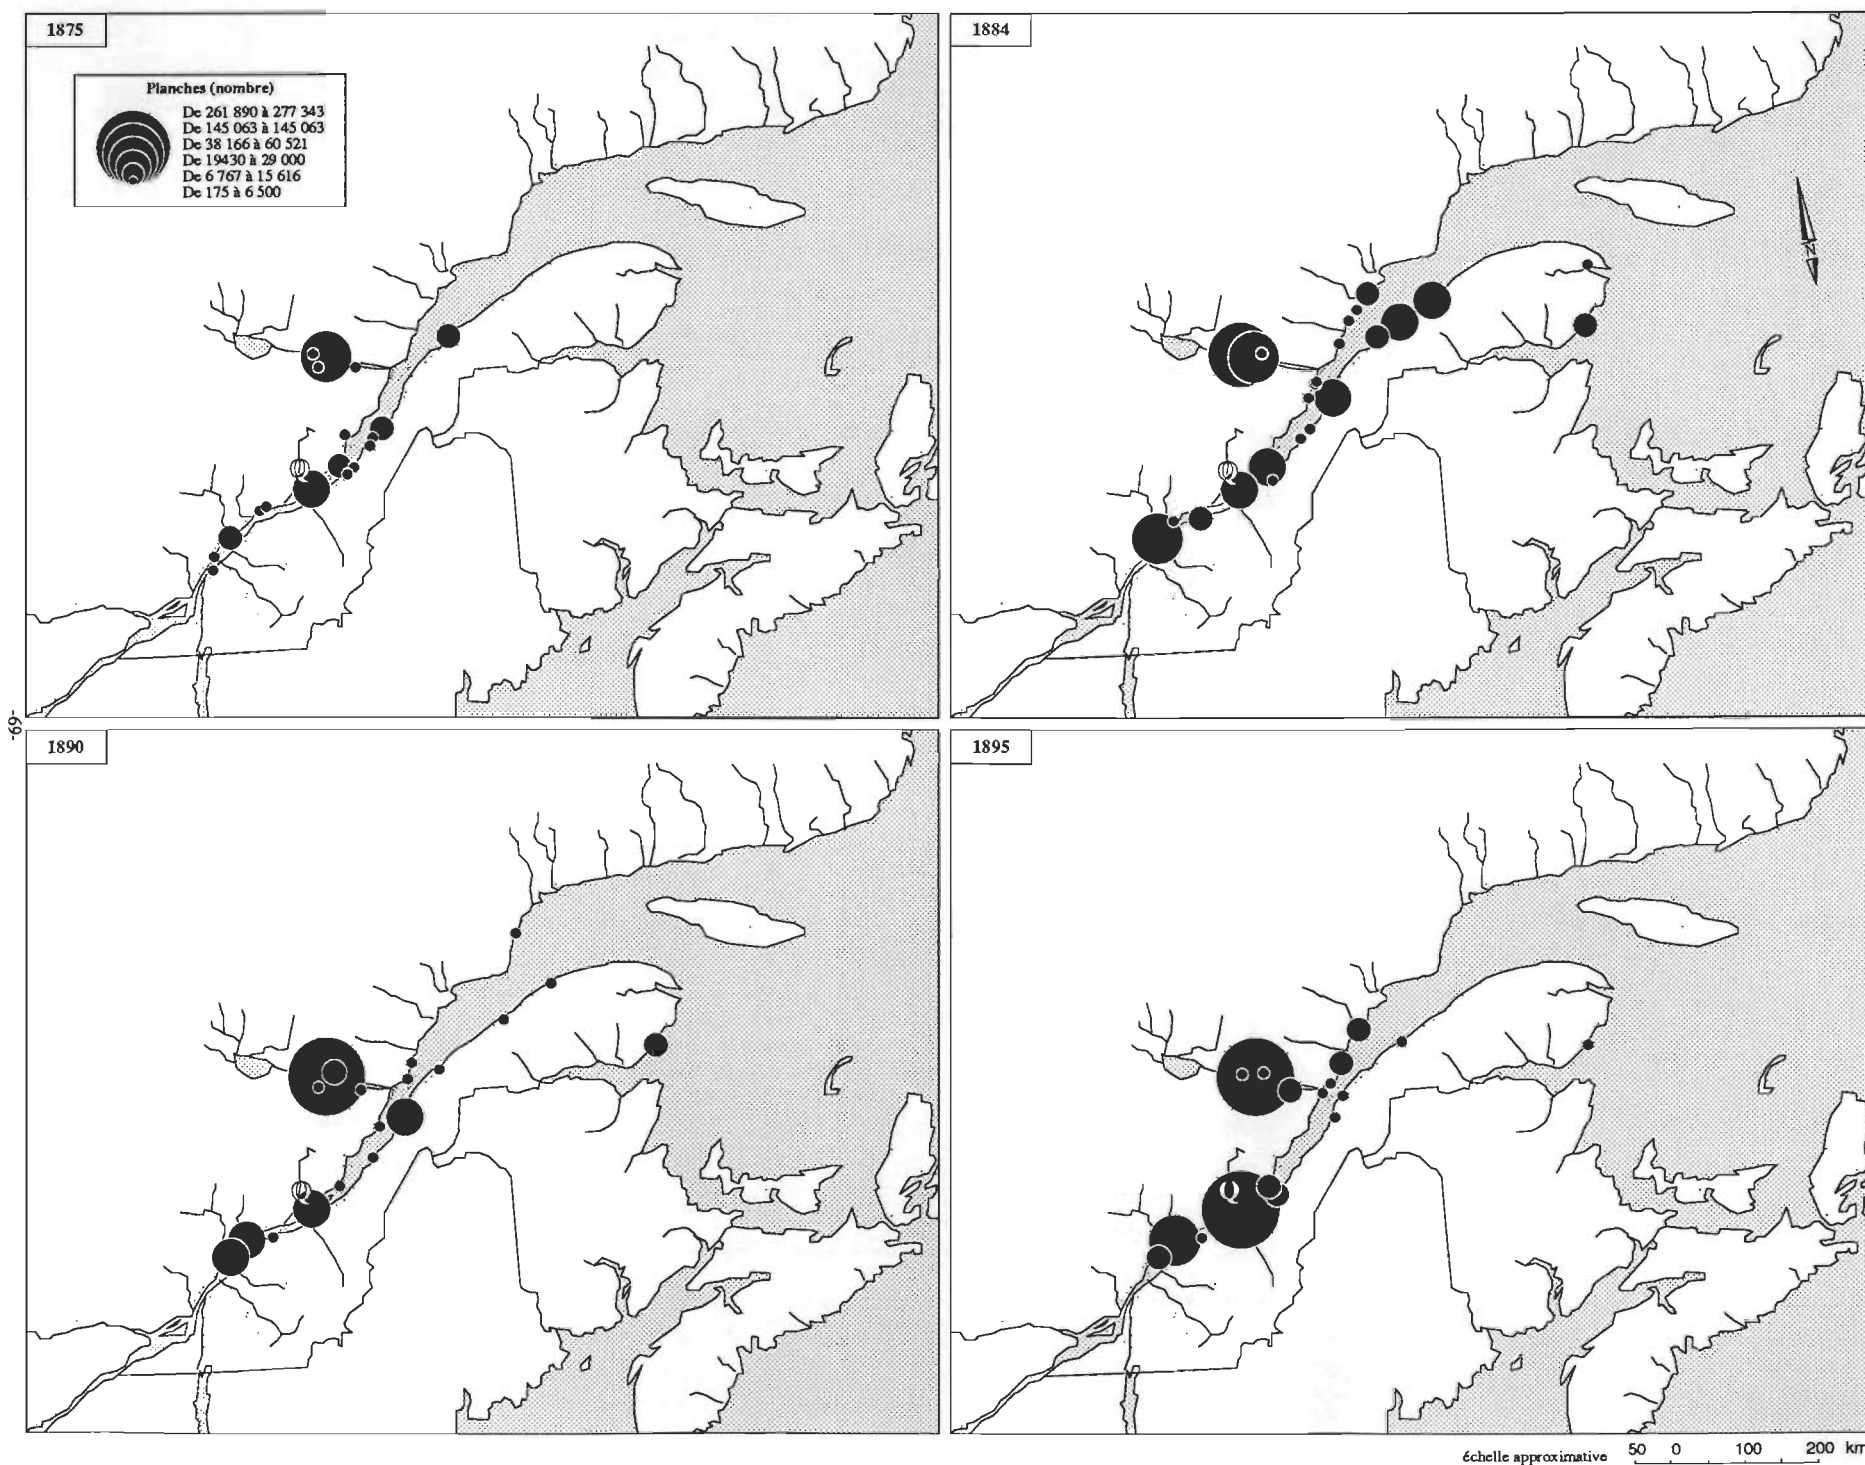 1875
Planches (nombre)
De 261 890 à 277 343
De 145 063 à 145 063
De 38 166 à 60 521
De 19430 à 29 000
De 6 767 à 15 616
De 175 à 6 500
Q
1884
N
Q
-69-
1890
Q
1895
Q
échelle approximative 50 0 100 200 km